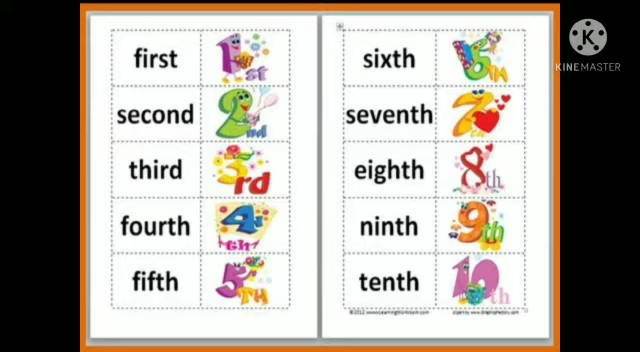 first 1st
second 2nd
third 3rd
fourth 4th
fifth 5TH
sixth 6TH
seventh 7th
eighth 8th
ninth 9th
tenth 10th
KINEMASTER